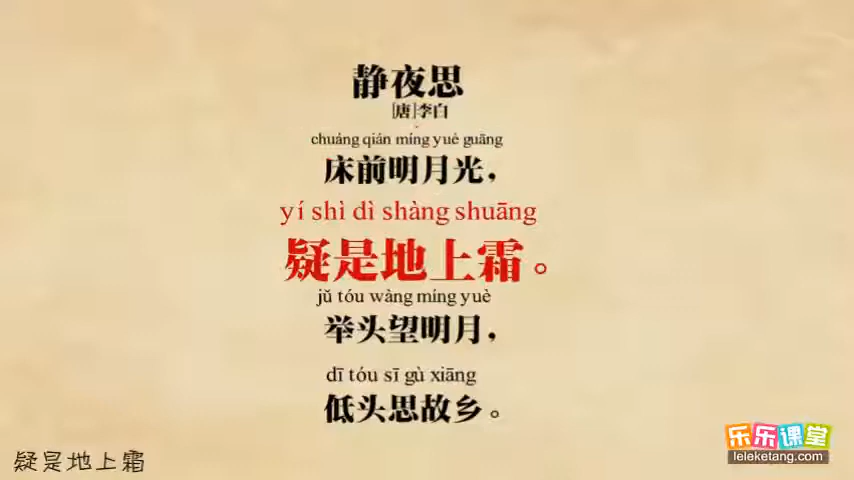 静夜思
[唐]李白
chuáng qián míng yuè guāng
床前明月光，
yí shì dì shàng shuāng
疑是地上霜。
jǔ tóu wàng míng yuè
举头望明月，
dī tóu sī gù xiāng
低头思故乡。
乐乐课堂
leleketang.com
疑是地上霜